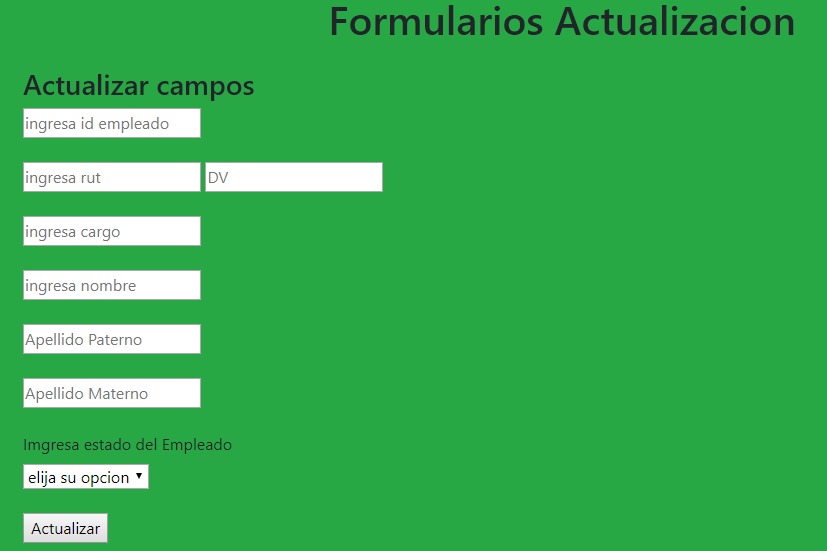 Formularios Actualizacion
Actualizar campos
ingresa id empleado
ingresa rut DV
ingresa cargo
ingresa nombre
Apellido Paterno
Apellido Materno
Imgresa estado del Empleado
elija su opcion
Actualizar